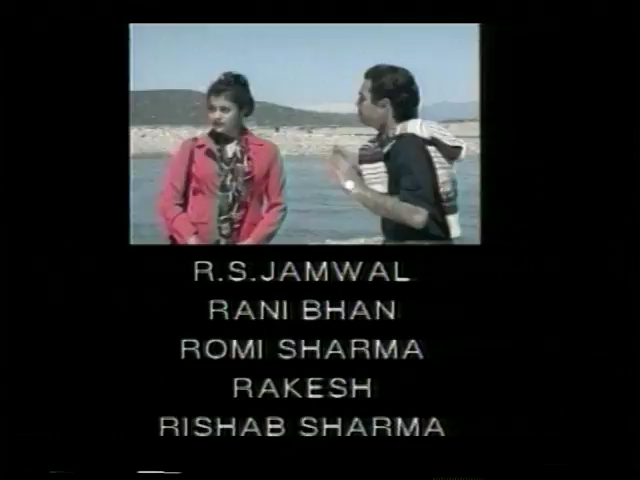 R.S.JAMWAL
RANI BHAN
ROMI SHARMA
RAKESH
RISHAB SHARMA